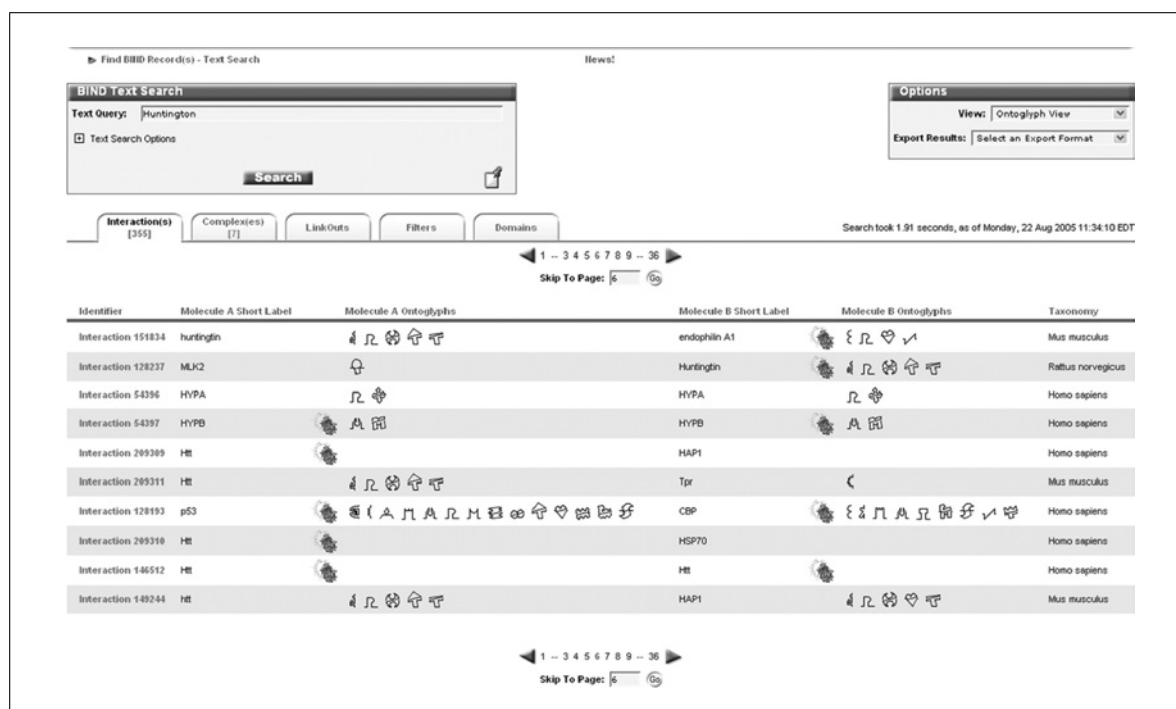 Find BIND Record(s) - Text Search News!
BIND Text Search
Options
Text Query: Huntington
View: Ontoglyph View
Text Search Options
Export Results: Select an Export Format
Search
Interaction(s) [355] Complex(es) [7] LinkOuts Filters Domains
Search took 1.91 seconds, as of Monday, 22 Aug 2005 11:34:10 EDT
1 -- 3 4 5 6 7 8 9 -- 36
Skip To Page: 6 Go
Identifier Molecule A Short Label Molecule A Ontoglyphs Molecule B Short Label Molecule B Ontoglyphs Taxonomy
Interaction 151834 huntingtin endophilin A1 Mus musculus
Interaction 128237 MLK2 Huntingtin Rattus norvegicus
Interaction 54396 HYPA HYPA Homo sapiens
Interaction 54397 HYPB HYPB Homo sapiens
Interaction 209309 Htt HAP1 Homo sapiens
Interaction 209311 Htt Tpr Mus musculus
Interaction 128193 p53 CBP Homo sapiens
Interaction 209310 Htt HSP70 Homo sapiens
Interaction 146512 Htt Htt Homo sapiens
Interaction 149244 htt HAP1 Mus musculus
1 -- 3 4 5 6 7 8 9 -- 36
Skip To Page: 6 Go